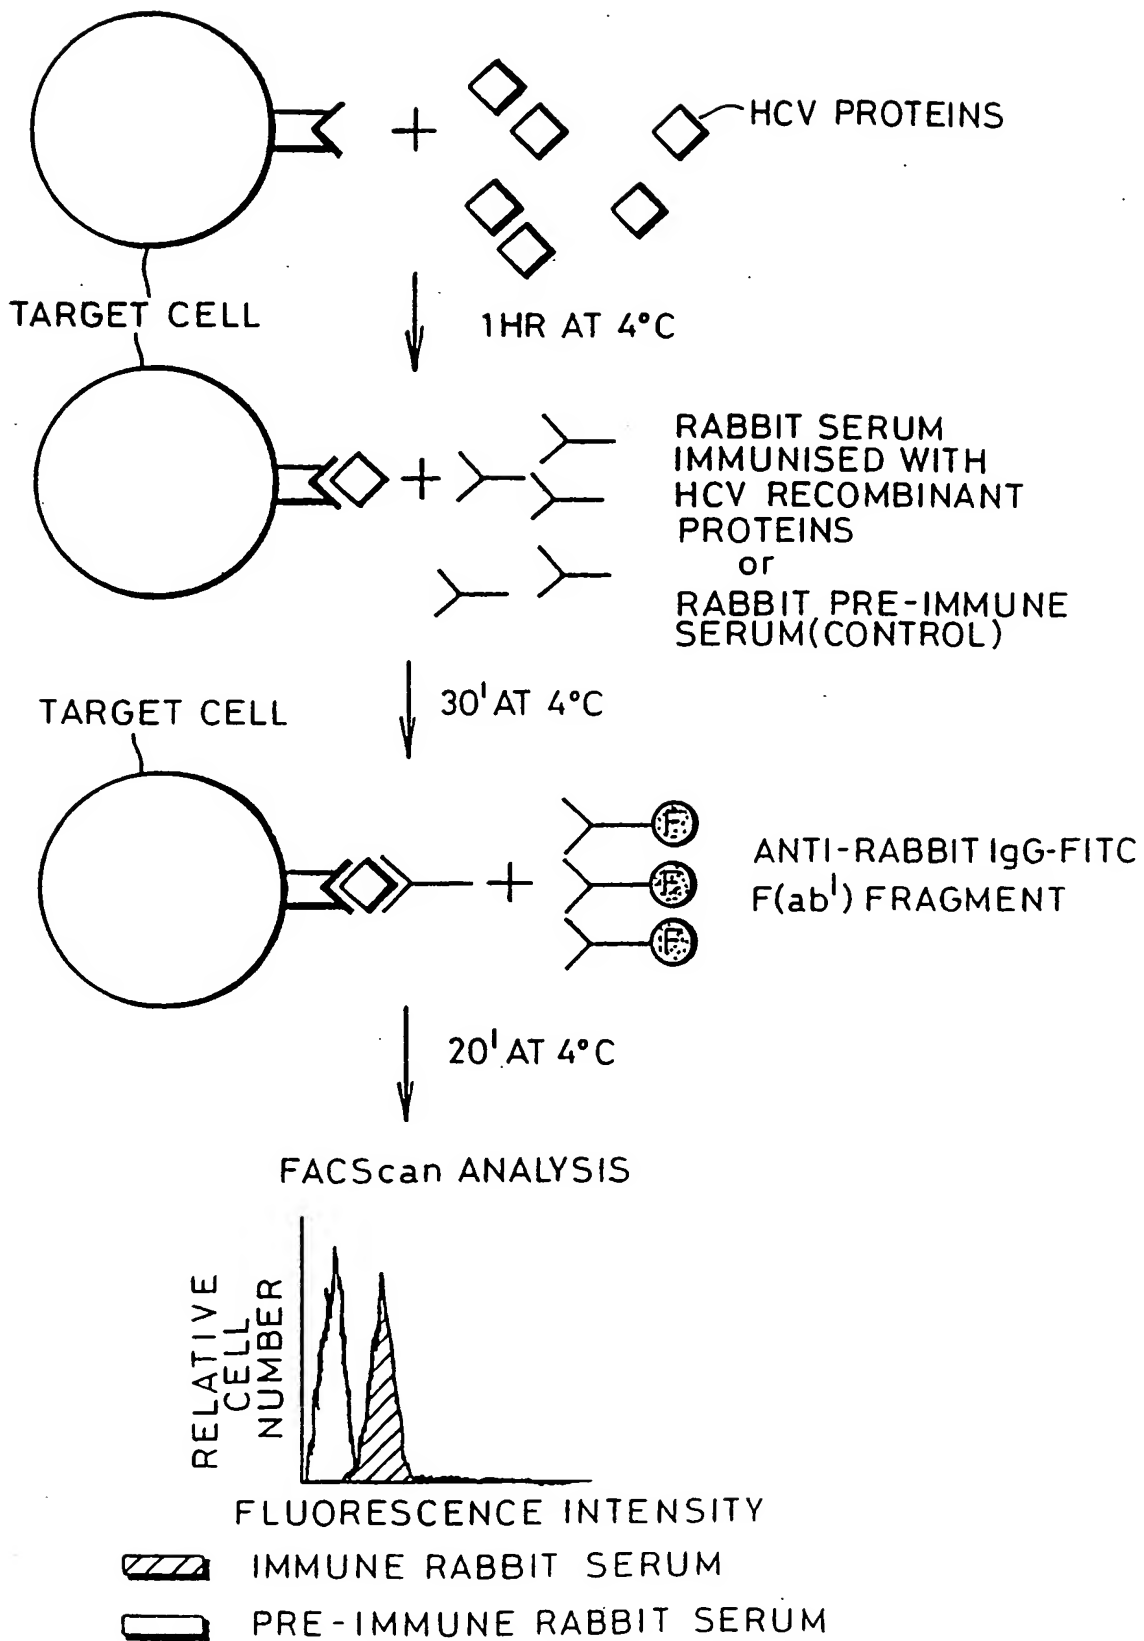 HCV PROTEINS
TARGET CELL
1HR AT 4°C
RABBIT SERUM
IMMUNISED WITH
HCV RECOMBINANT
PROTEINS
or
RABBIT PRE-IMMUNE
SERUM(CONTROL)
30' AT 4°C
TARGET CELL
F
F
F
ANTI-RABBIT IgG-FITC
F(ab') FRAGMENT
20' AT 4°C
FACScan ANALYSIS
RELATIVE
CELL
NUMBER
FLUORESCENCE INTENSITY
IMMUNE RABBIT SERUM
PRE-IMMUNE RABBIT SERUM